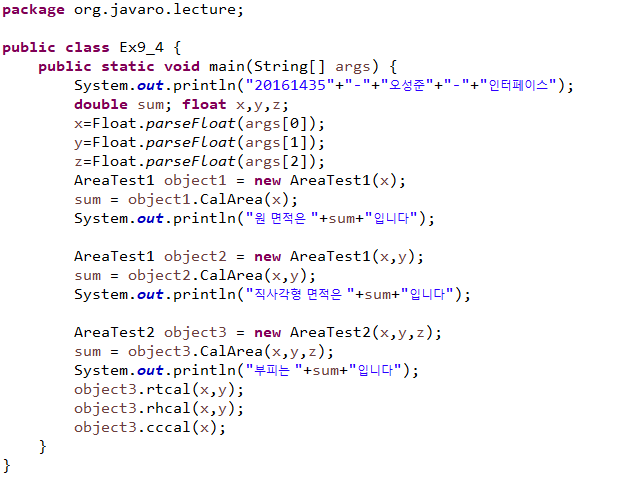 package org.javaro.lecture;

public class Ex9_4 {
    public static void main(String[] args) {
        System.out.println("20161435"+"-"+"오성준"+"-"+"인터페이스");
        double sum; float x,y,z;
        x=Float.parseFloat(args[0]);
        y=Float.parseFloat(args[1]);
        z=Float.parseFloat(args[2]);
        AreaTest1 object1 = new AreaTest1(x);
        sum = object1.CalArea(x);
        System.out.println("원 면적은 "+sum+"입니다");

        AreaTest1 object2 = new AreaTest1(x,y);
        sum = object2.CalArea(x,y);
        System.out.println("직사각형 면적은 "+sum+"입니다");

        AreaTest2 object3 = new AreaTest2(x,y,z);
        sum = object3.CalArea(x,y,z);
        System.out.println("부피는 "+sum+"입니다");
        object3.rtcal(x,y);
        object3.rhcal(x,y);
        object3.cccal(x);
    }
}